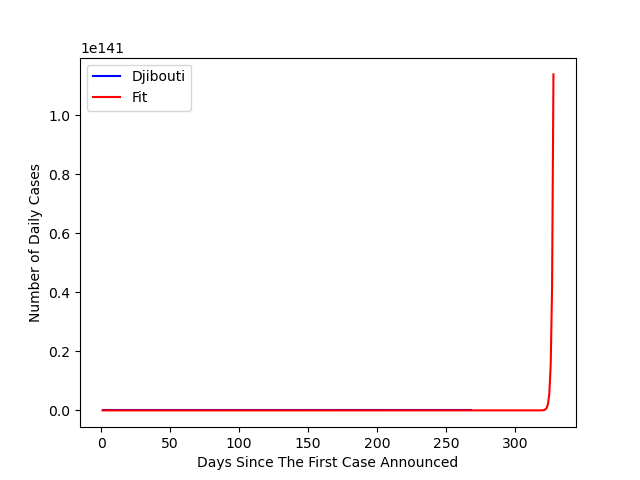 1e141
Djibouti
Fit
1.0
0.8
0.6
0.4
0.2
0.0
Number of Daily Cases
0 50 100 150 200 250 300
Days Since The First Case Announced